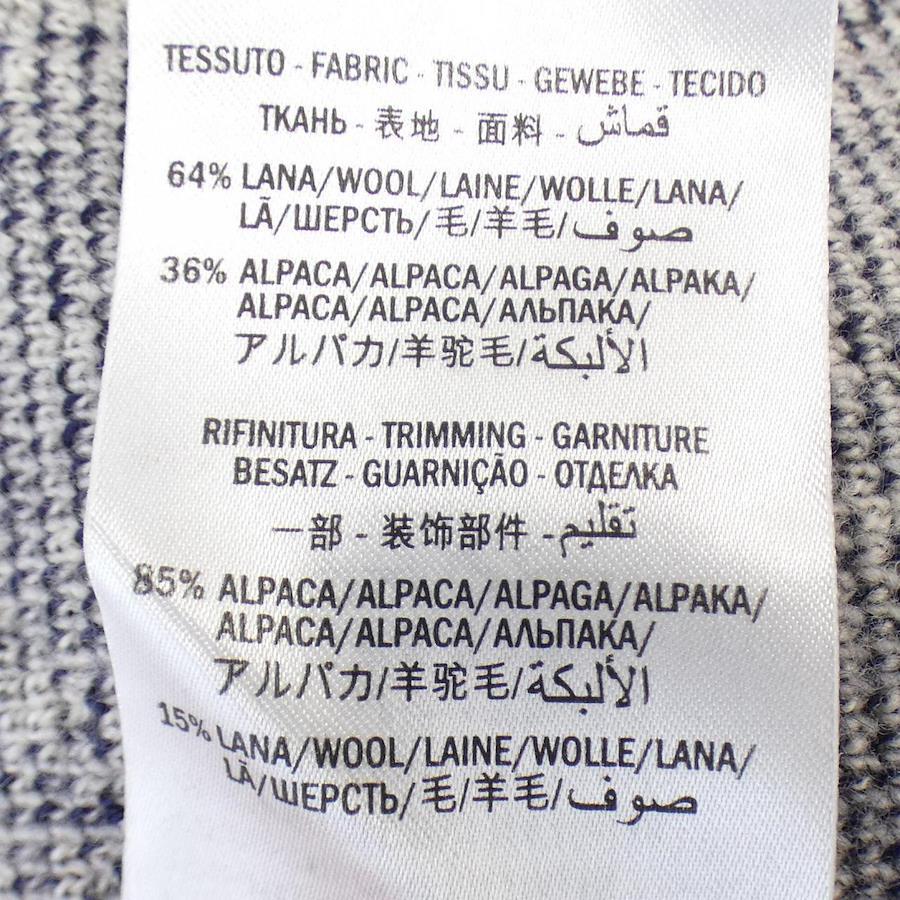 TESSUTO - FABRIC - TISSU - GEWEBE - TECIDO
ТКАНЬ - 表地 - 面料 - قماش
64% LANA/WOOL/LAINE/WOLLE/LANA/
LÃ/ШЕРСТЬ/毛/羊毛/صوف
36% ALPACA/ALPACA/ALPAGA/ALPAKA/
ALPACA/ALPACA/АЛЬПАКА/
アルパカ/羊驼毛/الألبكة
RIFINITURA - TRIMMING - GARNITURE
BESATZ - GUARNIÇÃO - ОТДЕЛКА
一部 - 装饰部件 - تقليم
85% ALPACA/ALPACA/ALPAGA/ALPAKA/
ALPACA/ALPACA/АЛЬПАКА/
アルパカ/羊驼毛/الألبكة
15% LANA/WOOL/LAINE/WOLLE/LANA/
LÃ/ШЕРСТЬ/毛/羊毛/صوف